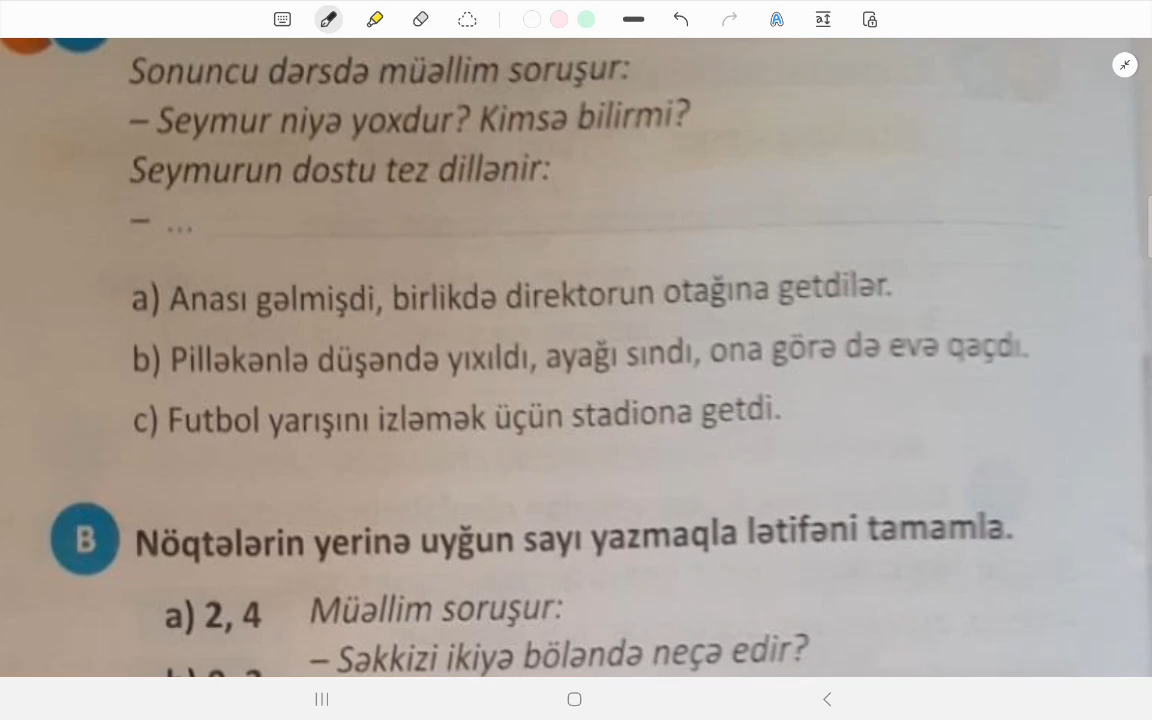 Sonuncu dərsdə müəllim soruşur:
– Seymur niyə yoxdur? Kimsə bilirmi?
Seymurun dostu tez dillənir:
– ...
a) Anası gəlmişdi, birlikdə direktorun otağına getdilər.
b) Pilləkənlə düşəndə yıxıldı, ayağı sındı, ona görə də evə qaçdı.
c) Futbol yarışını izləmək üçün stadiona getdi.
B Nöqtələrin yerinə uyğun sayı yazmaqla lətifəni tamamla.
a) 2, 4 Müəllim soruşur:
– Səkkizi ikiyə böləndə neçə edir?